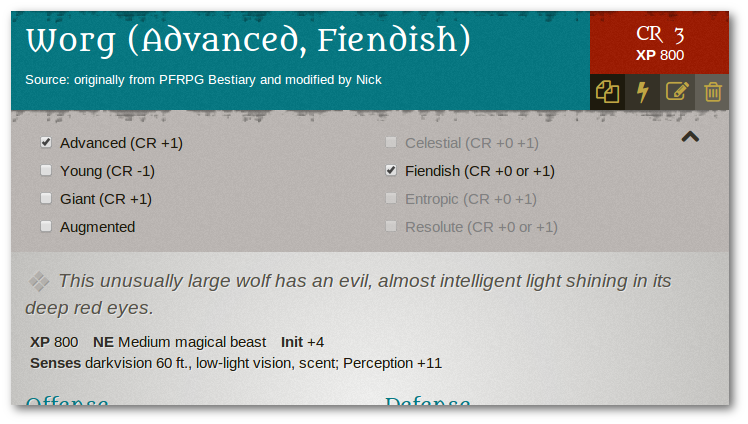 Worg (Advanced, Fiendish)
CR 3
XP 800
Source: originally from PFRPG Bestiary and modified by Nick
Advanced (CR +1)
Celestial (CR +0 +1)
Young (CR -1)
Fiendish (CR +0 or +1)
Giant (CR +1)
Entropic (CR +0 +1)
Augmented
Resolute (CR +0 or +1)
This unusually large wolf has an evil, almost intelligent light shining in its
deep red eyes.
XP 800 NE Medium magical beast Init +4
Senses darkvision 60 ft., low-light vision, scent; Perception +11
Offense
Defense